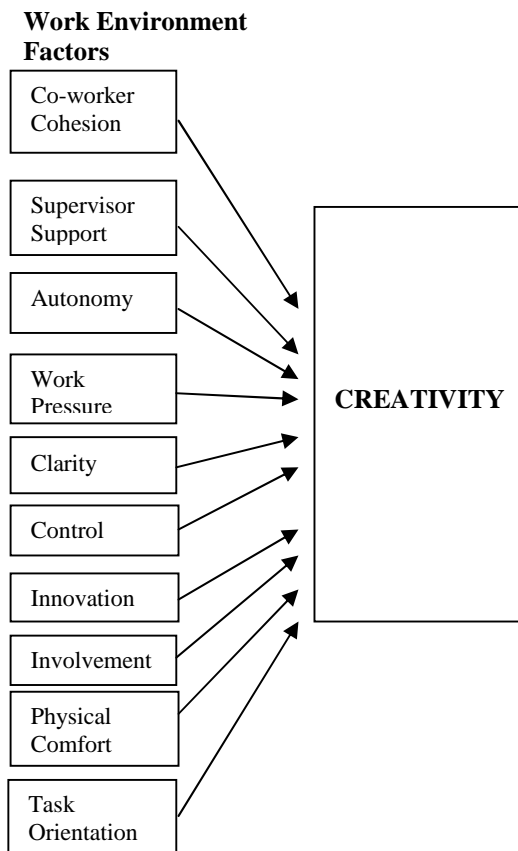 Work Environment
Factors
Co-worker
Cohesion
Supervisor
Support
Autonomy
Work
Pressure
CREATIVITY
Clarity
Control
Innovation
Involvement
Physical
Comfort
Task
Orientation